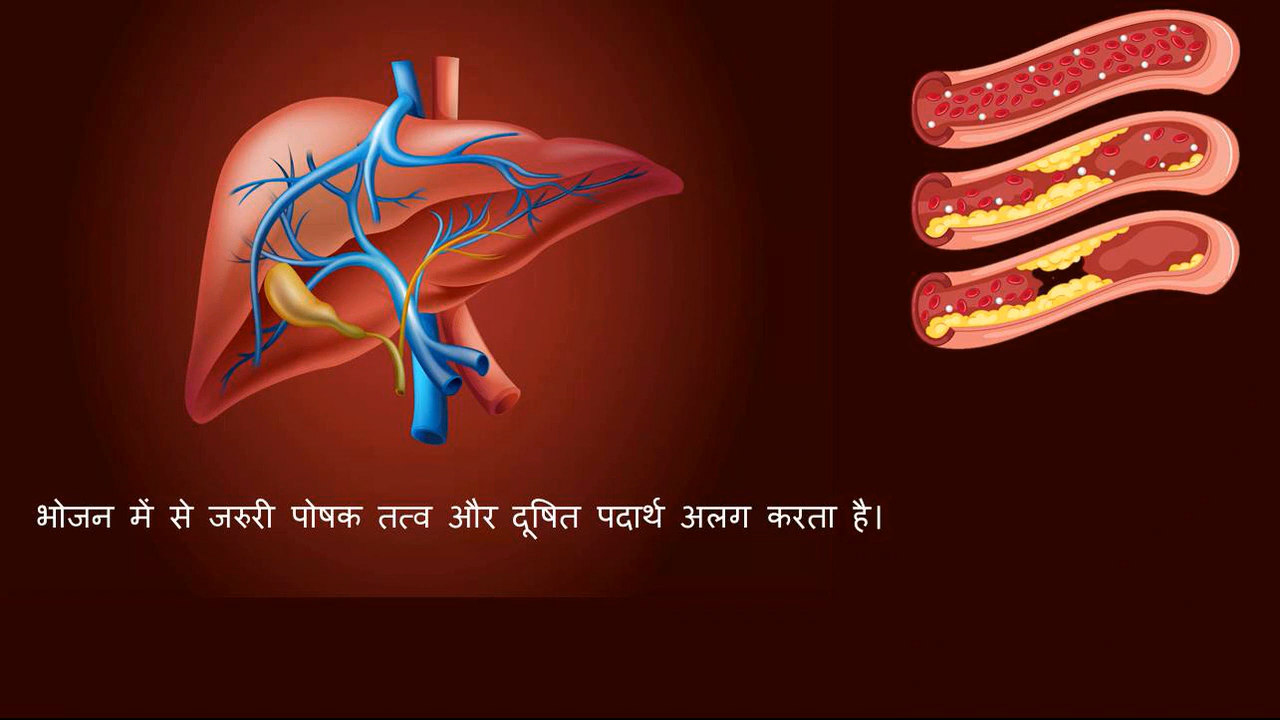 भोजन में से जरुरी पोषक तत्व और दूषित पदार्थ अलग करता है।